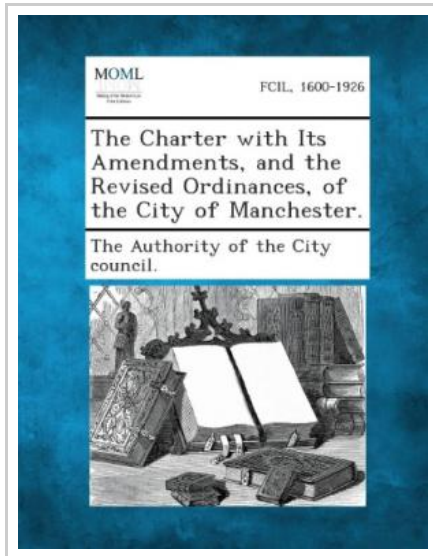 MOML
FCIL, 1600-1926
The Charter with Its
Amendments, and the
Revised Ordinances, of
the City of Manchester.
The Authority of the City
council.